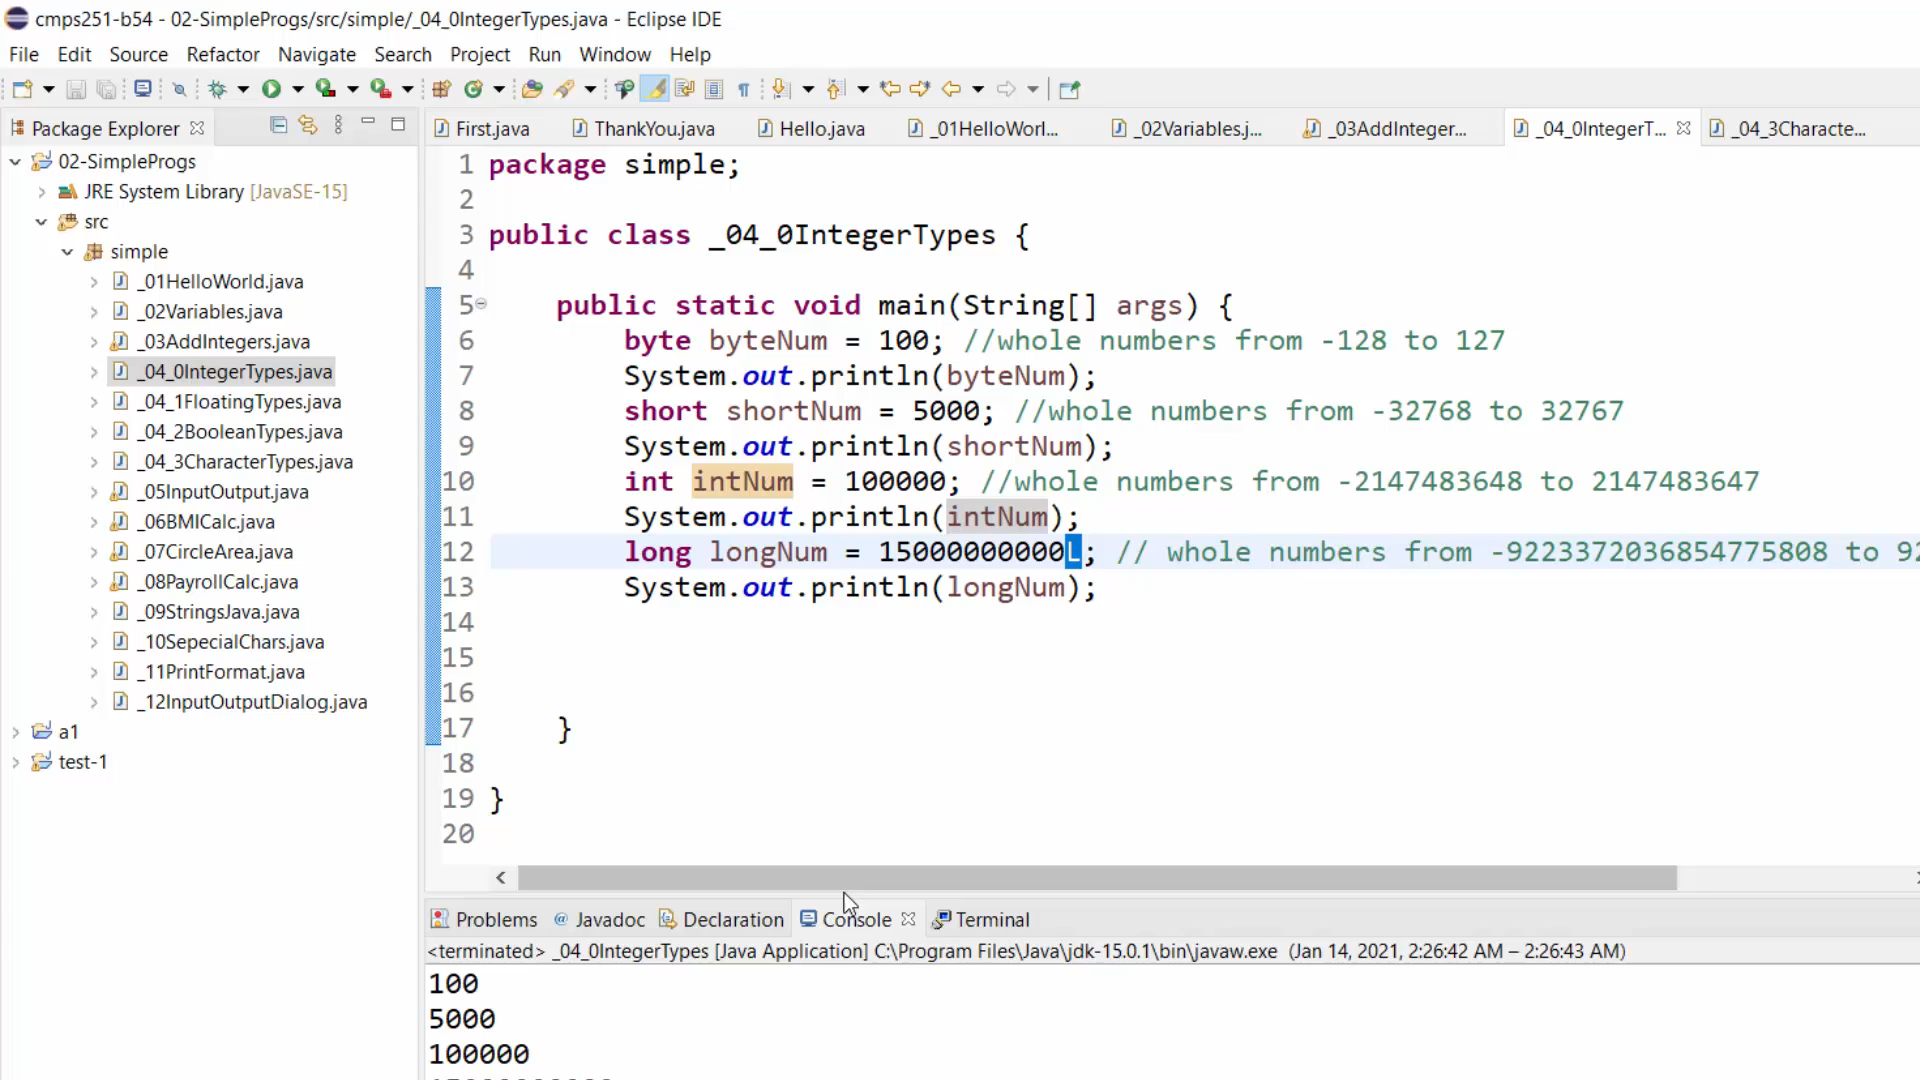 cmps251-b54 - 02-SimpleProgs/src/simple/_04_0IntegerTypes.java - Eclipse IDE
File Edit Source Refactor Navigate Search Project Run Window Help
Package Explorer
02-SimpleProgs
JRE System Library [JavaSE-15]
src
simple
_01HelloWorld.java
_02Variables.java
_03AddIntegers.java
_04_0IntegerTypes.java
_04_1FloatingTypes.java
_04_2BooleanTypes.java
_04_3CharacterTypes.java
_05InputOutput.java
_06BMICalc.java
_07CircleArea.java
_08PayrollCalc.java
_09StringsJava.java
_10SepecialChars.java
_11PrintFormat.java
_12InputOutputDialog.java
a1
test-1
First.java ThankYou.java Hello.java _01HelloWorl... _02Variables.j... _03AddInteger... _04_0IntegerT... _04_3Characte...
1 package simple;
2
3 public class _04_0IntegerTypes {
4
5 public static void main(String[] args) {
6 byte byteNum = 100; //whole numbers from -128 to 127
7 System.out.println(byteNum);
8 short shortNum = 5000; //whole numbers from -32768 to 32767
9 System.out.println(shortNum);
10 int intNum = 100000; //whole numbers from -2147483648 to 2147483647
11 System.out.println(intNum);
12 long longNum = 15000000000L; // whole numbers from -9223372036854775808 to 92
13 System.out.println(longNum);
14
15
16
17 }
18
19 }
20
Problems Javadoc Declaration Console Terminal
<terminated> _04_0IntegerTypes [Java Application] C:\Program Files\Java\jdk-15.0.1\bin\javaw.exe (Jan 14, 2021, 2:26:42 AM – 2:26:43 AM)
100
5000
100000